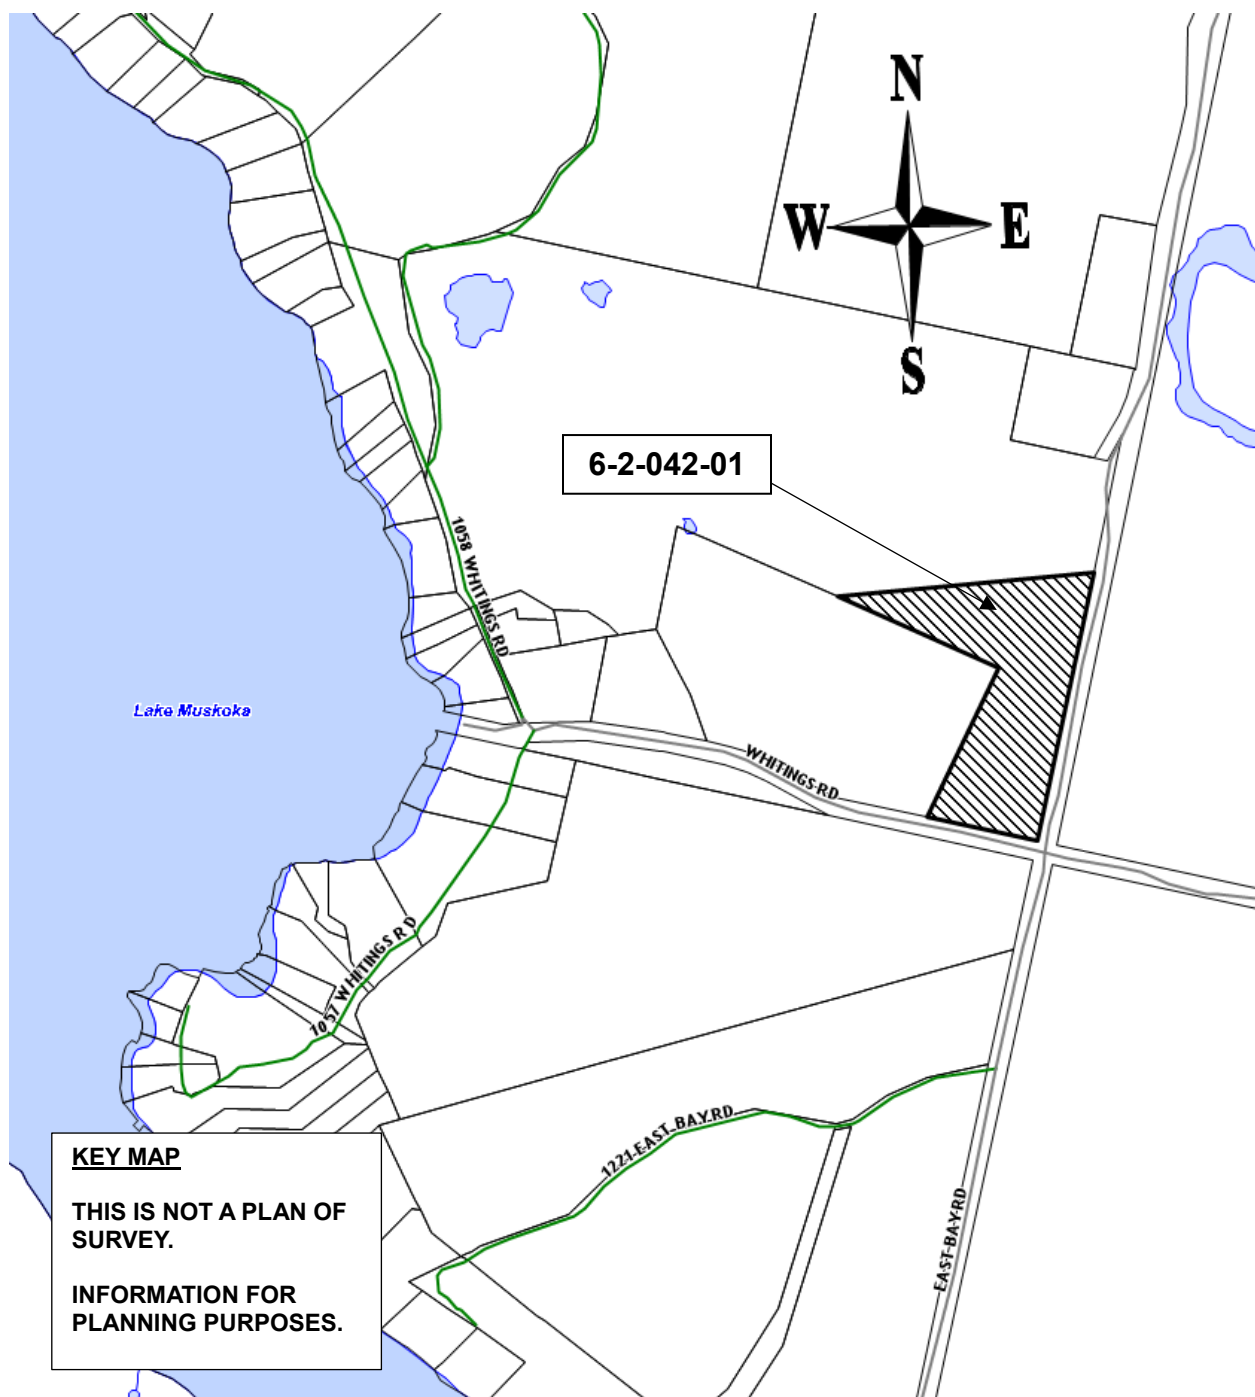 N
W
E
S
6-2-042-01
1058 WHITINGS RD
Lake Muskoka
WHITINGS RD
1057 WHITINGS RD
1221 EAST BAY RD
EAST BAY RD
KEY MAP
THIS IS NOT A PLAN OF
SURVEY.
INFORMATION FOR
PLANNING PURPOSES.